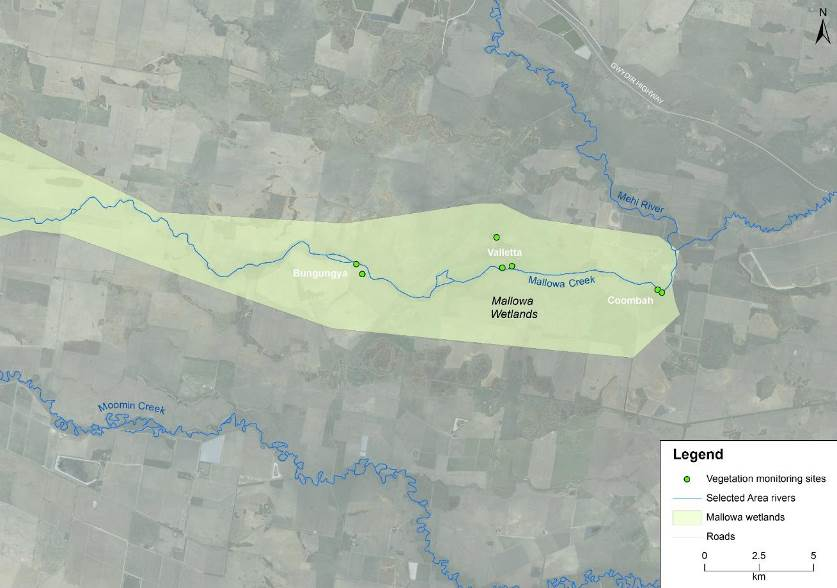 N
GWYDIR HIGHWAY
Mehi River
Valletta
Bungungya
Mallowa Creek
Coombah
Mallowa
Wetlands
Moomin Creek
Legend
Vegetation monitoring sites
Selected Area rivers
Mallowa wetlands
Roads
0 2.5 5
km